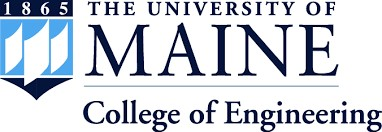 1865
THE UNIVERSITY OF
MAINE
College of Engineering